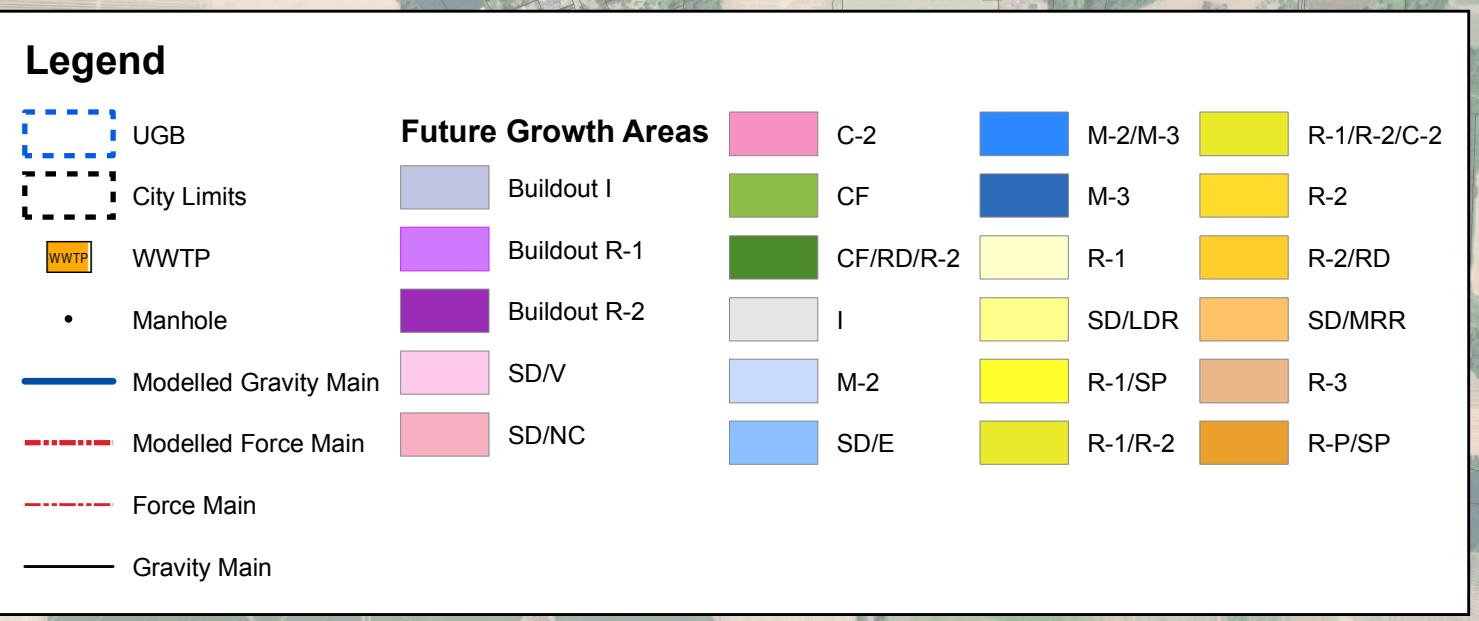 Legend
UGB
City Limits
WWTP WWTP
Manhole
Modelled Gravity Main
Modelled Force Main
Force Main
Gravity Main
Future Growth Areas
Buildout I
Buildout R-1
Buildout R-2
SD/V
SD/NC
C-2
CF
CF/RD/R-2
I
M-2
SD/E
M-2/M-3
M-3
R-1
SD/LDR
R-1/SP
R-1/R-2
R-1/R-2/C-2
R-2
R-2/RD
SD/MRR
R-3
R-P/SP